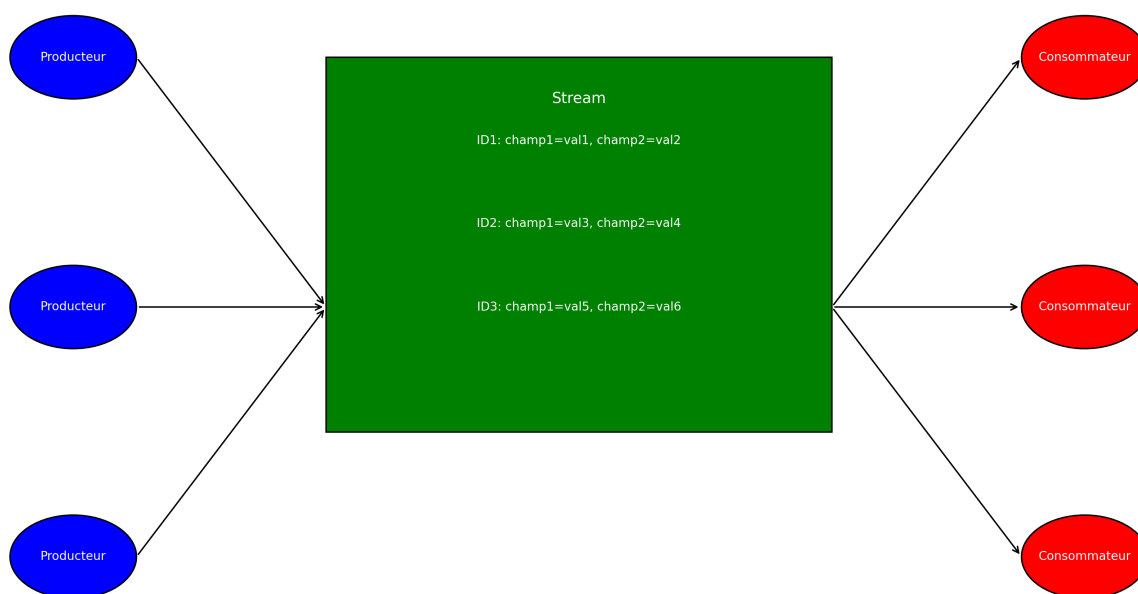 Producteur
Consommateur
Stream
ID1: champ1=val1, champ2=val2
ID2: champ1=val3, champ2=val4
Producteur
ID3: champ1=val5, champ2=val6
Consommateur
Producteur
Consommateur